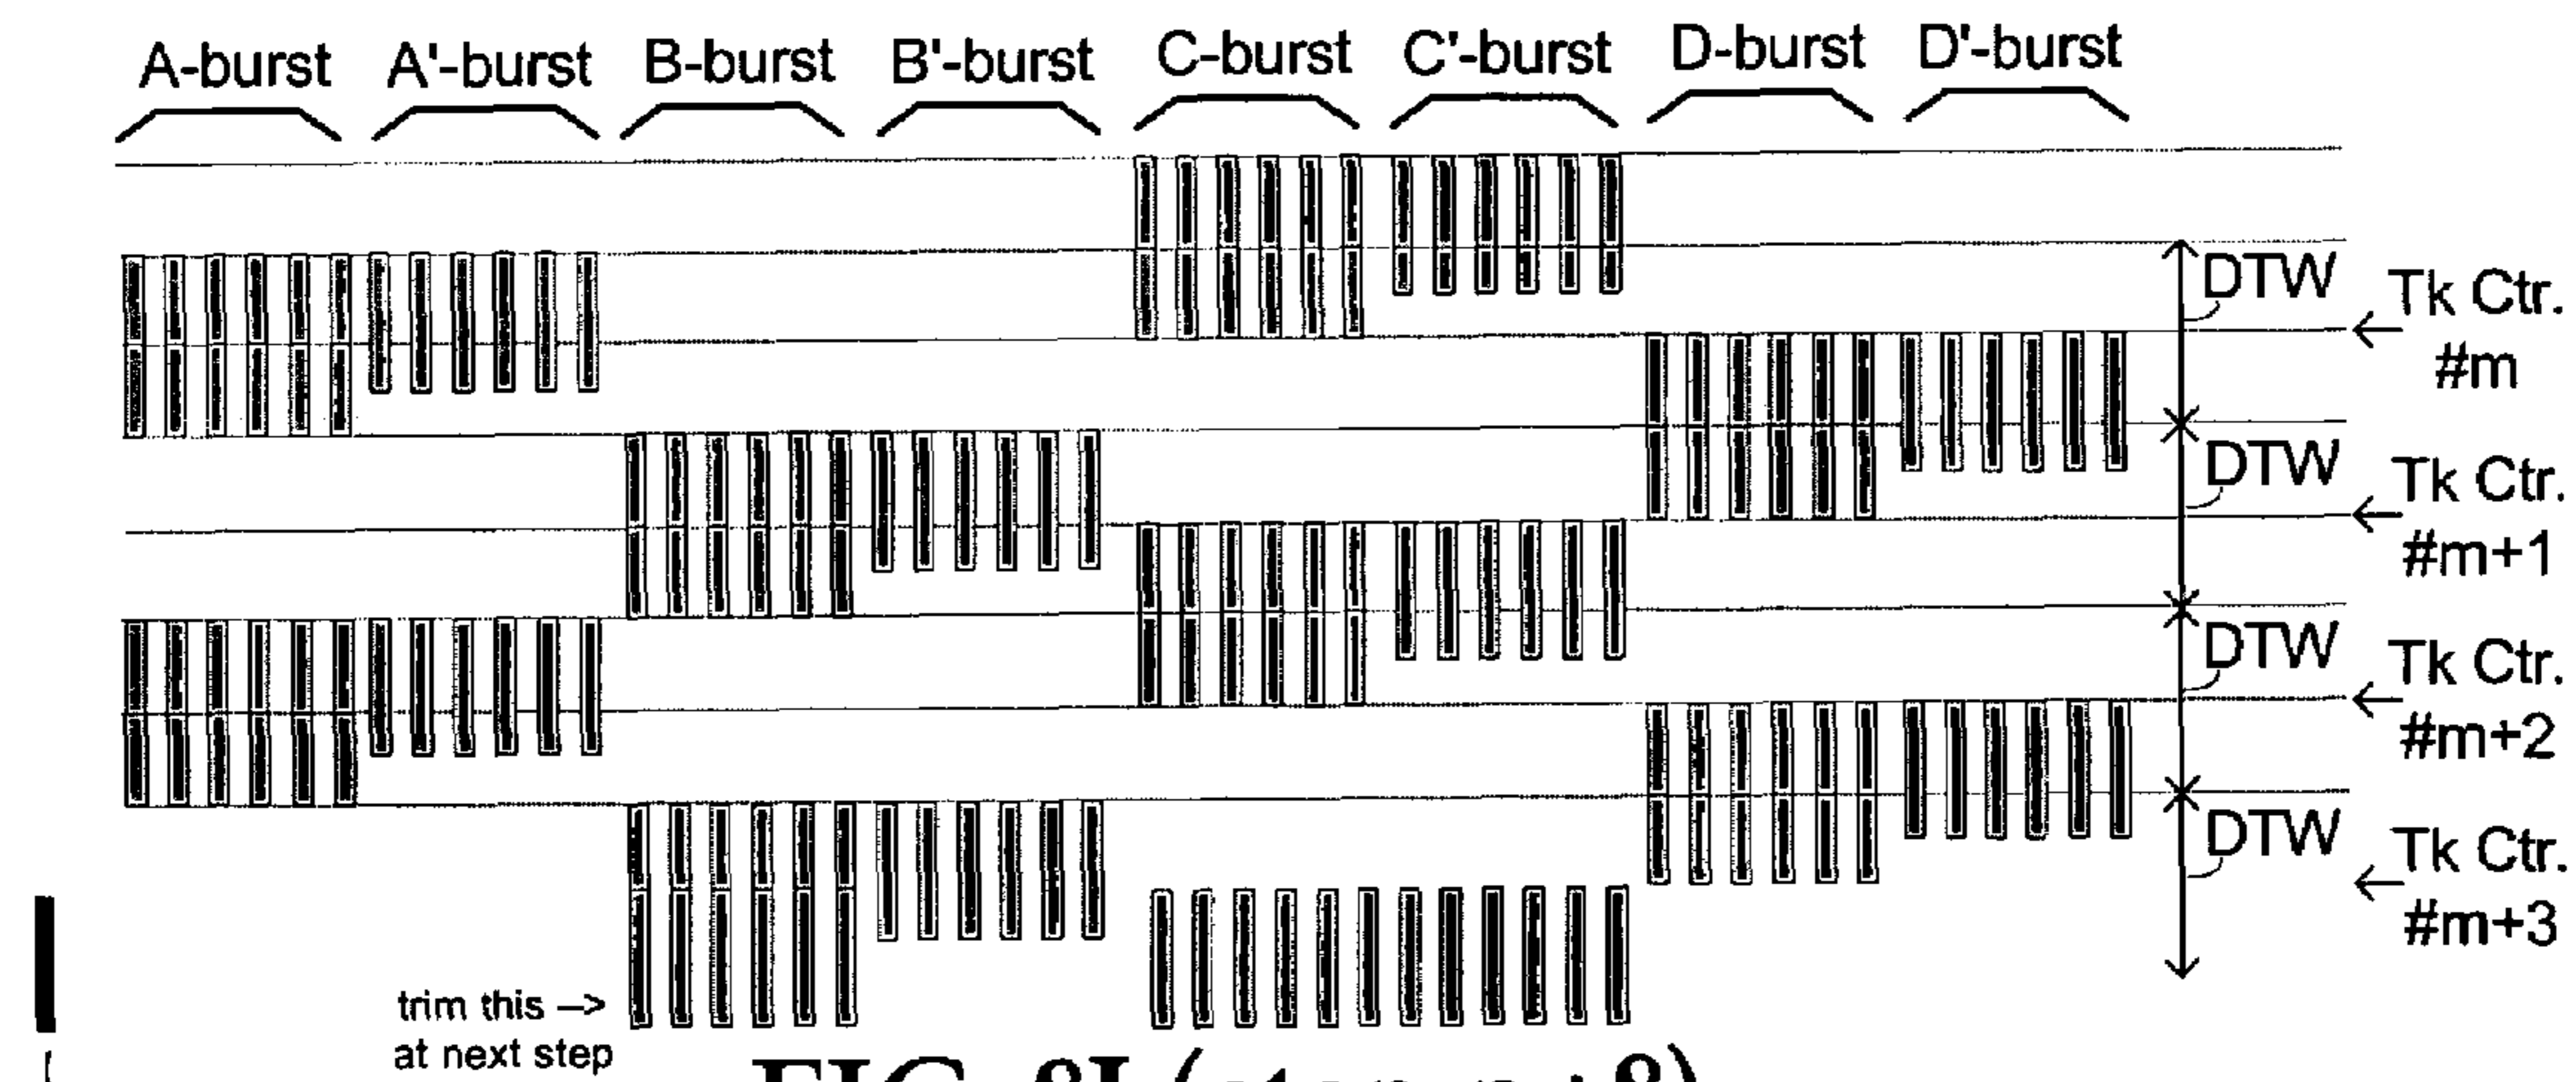 A-burst A'-burst B-burst B'-burst C-burst C'-burst D-burst D'-burst
DTW
Tk Ctr.
#m
DTW
Tk Ctr.
#m+1
DTW
Tk Ctr.
#m+2
DTW
Tk Ctr.
#m+3
trim this -->
at next step